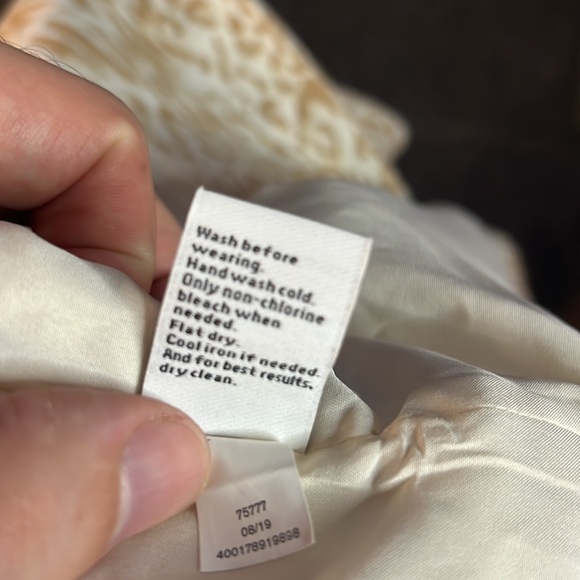 Wash before
wearing.
Hand wash cold.
Only non-chlorine
bleach when
needed.
Flat dry.
Cool iron if needed.
And for best results,
dry clean.
75777
08/19
400178919898